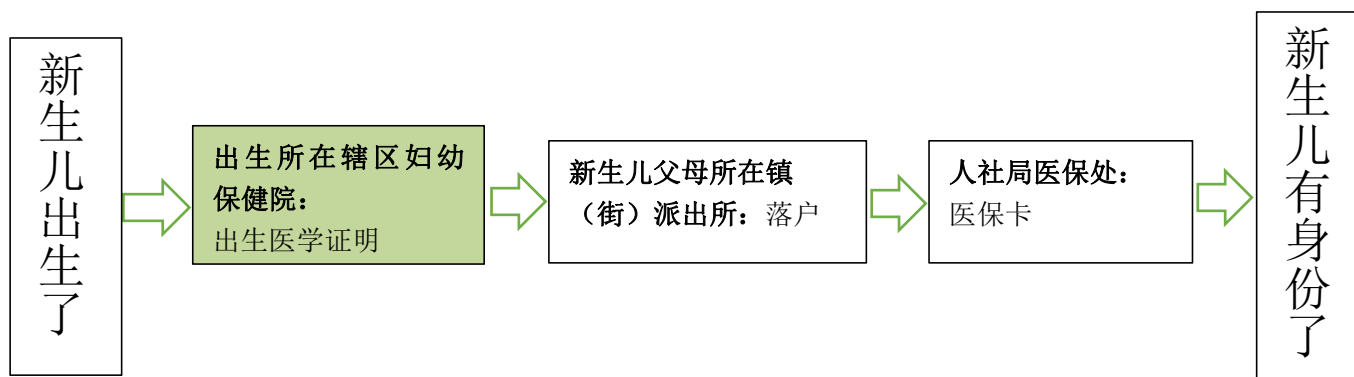 新生儿出生了
出生所在辖区妇幼
保健院：
出生医学证明
新生儿父母所在镇
（街）派出所：落户
人社局医保处：
医保卡
新生儿有身份了